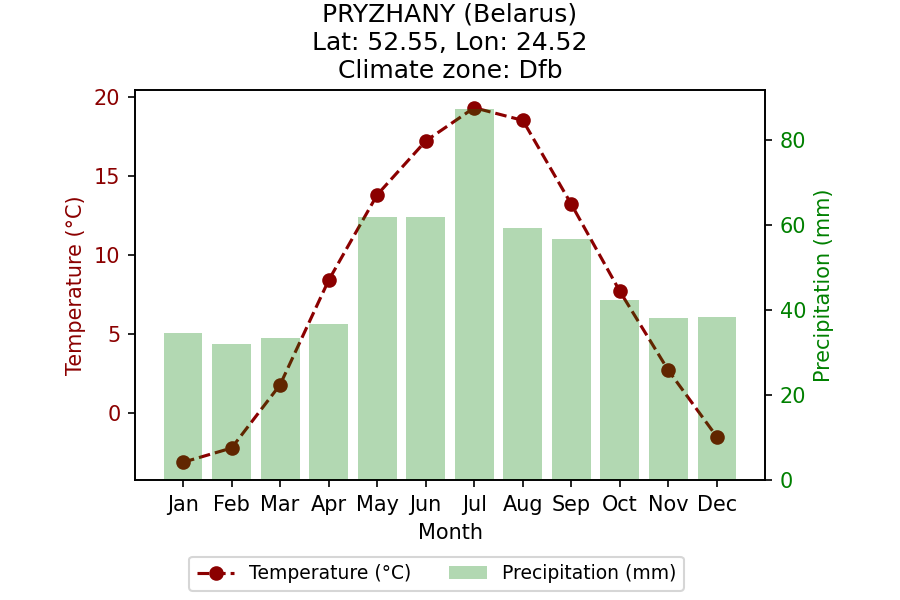 PRYZHANY (Belarus)
Lat: 52.55, Lon: 24.52
Climate zone: Dfb
20
15
10
5
0
Temperature (°C)
80
60
40
20
0
Precipitation (mm)
Jan Feb Mar Apr May Jun Jul Aug Sep Oct Nov Dec
Month
Temperature (°C) Precipitation (mm)